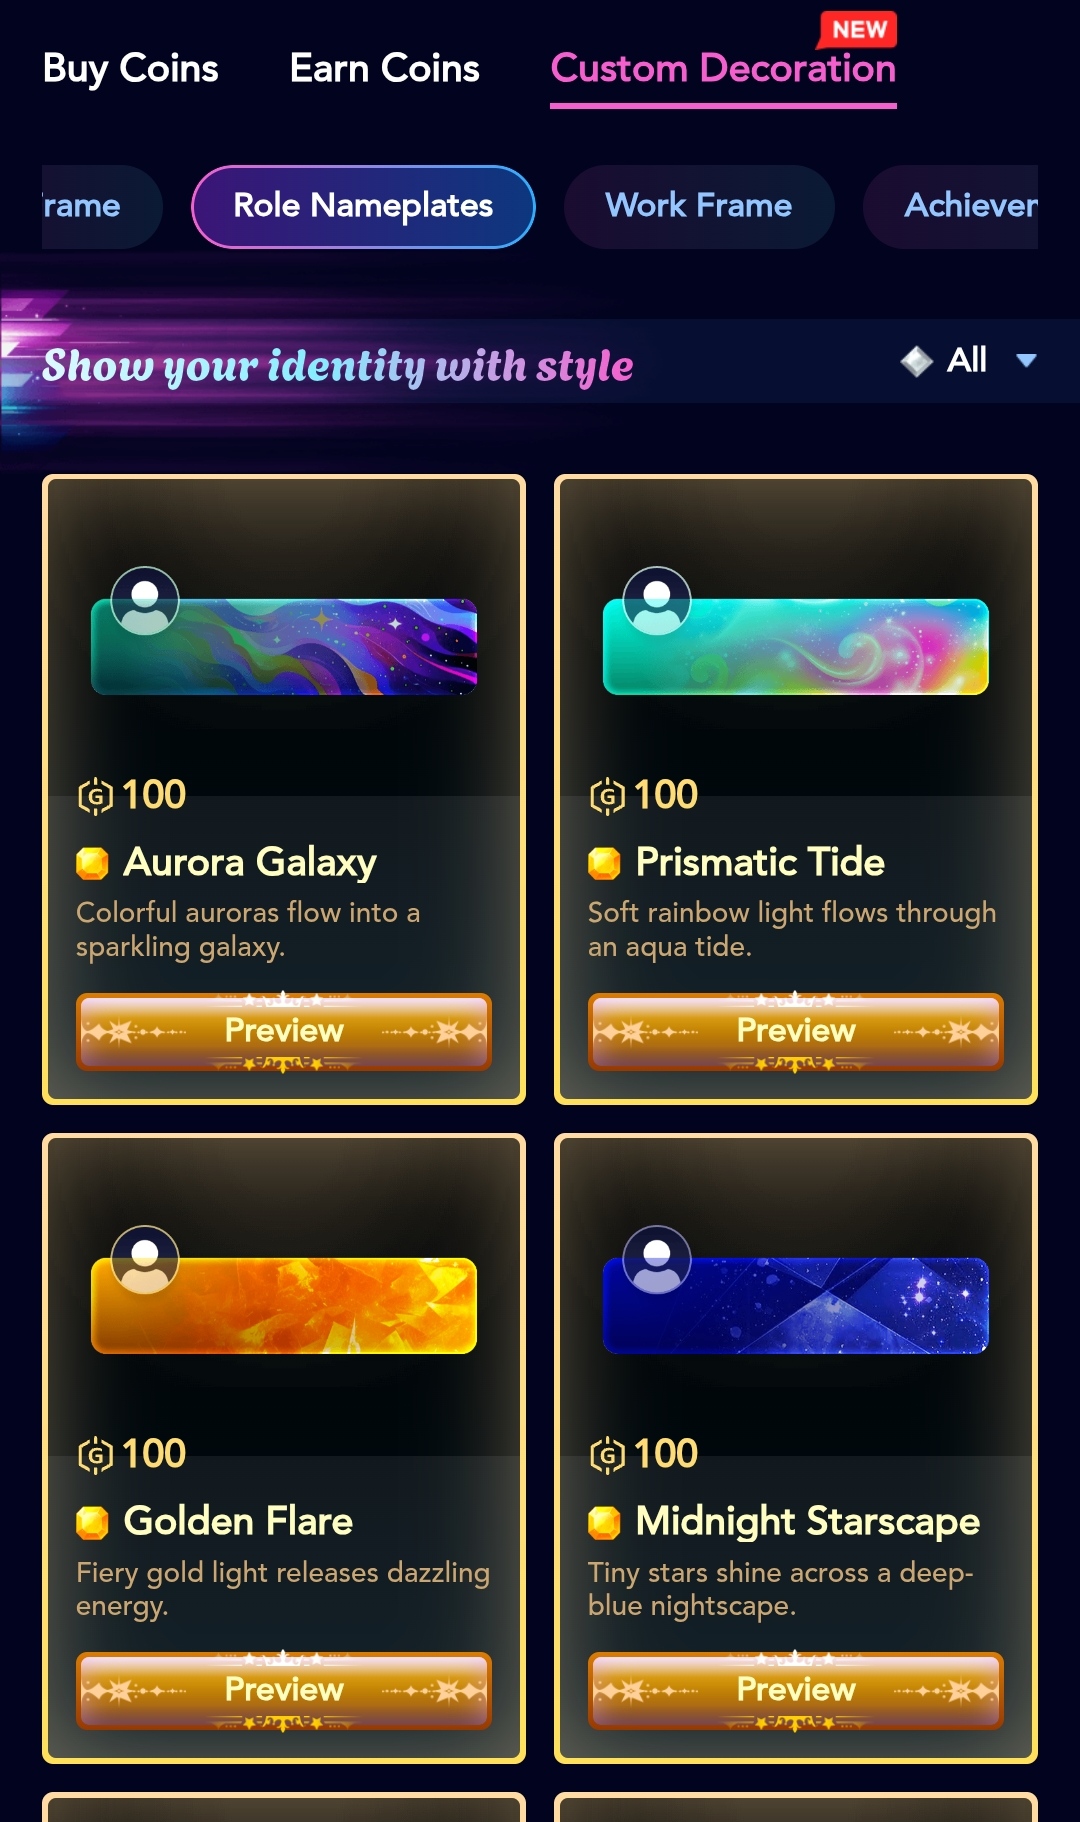 NEW
Buy Coins
Earn Coins
Custom Decoration
rame
Role Nameplates
Work Frame
Achiever
Show your identity with style
All
G 100
G 100
Aurora Galaxy
Prismatic Tide
Colorful auroras flow into a
sparkling galaxy.
Soft rainbow light flows through
an aqua tide.
Preview
Preview
G 100
G 100
Golden Flare
Midnight Starscape
Fiery gold light releases dazzling
energy.
Tiny stars shine across a deep-
blue nightscape.
Preview
Preview